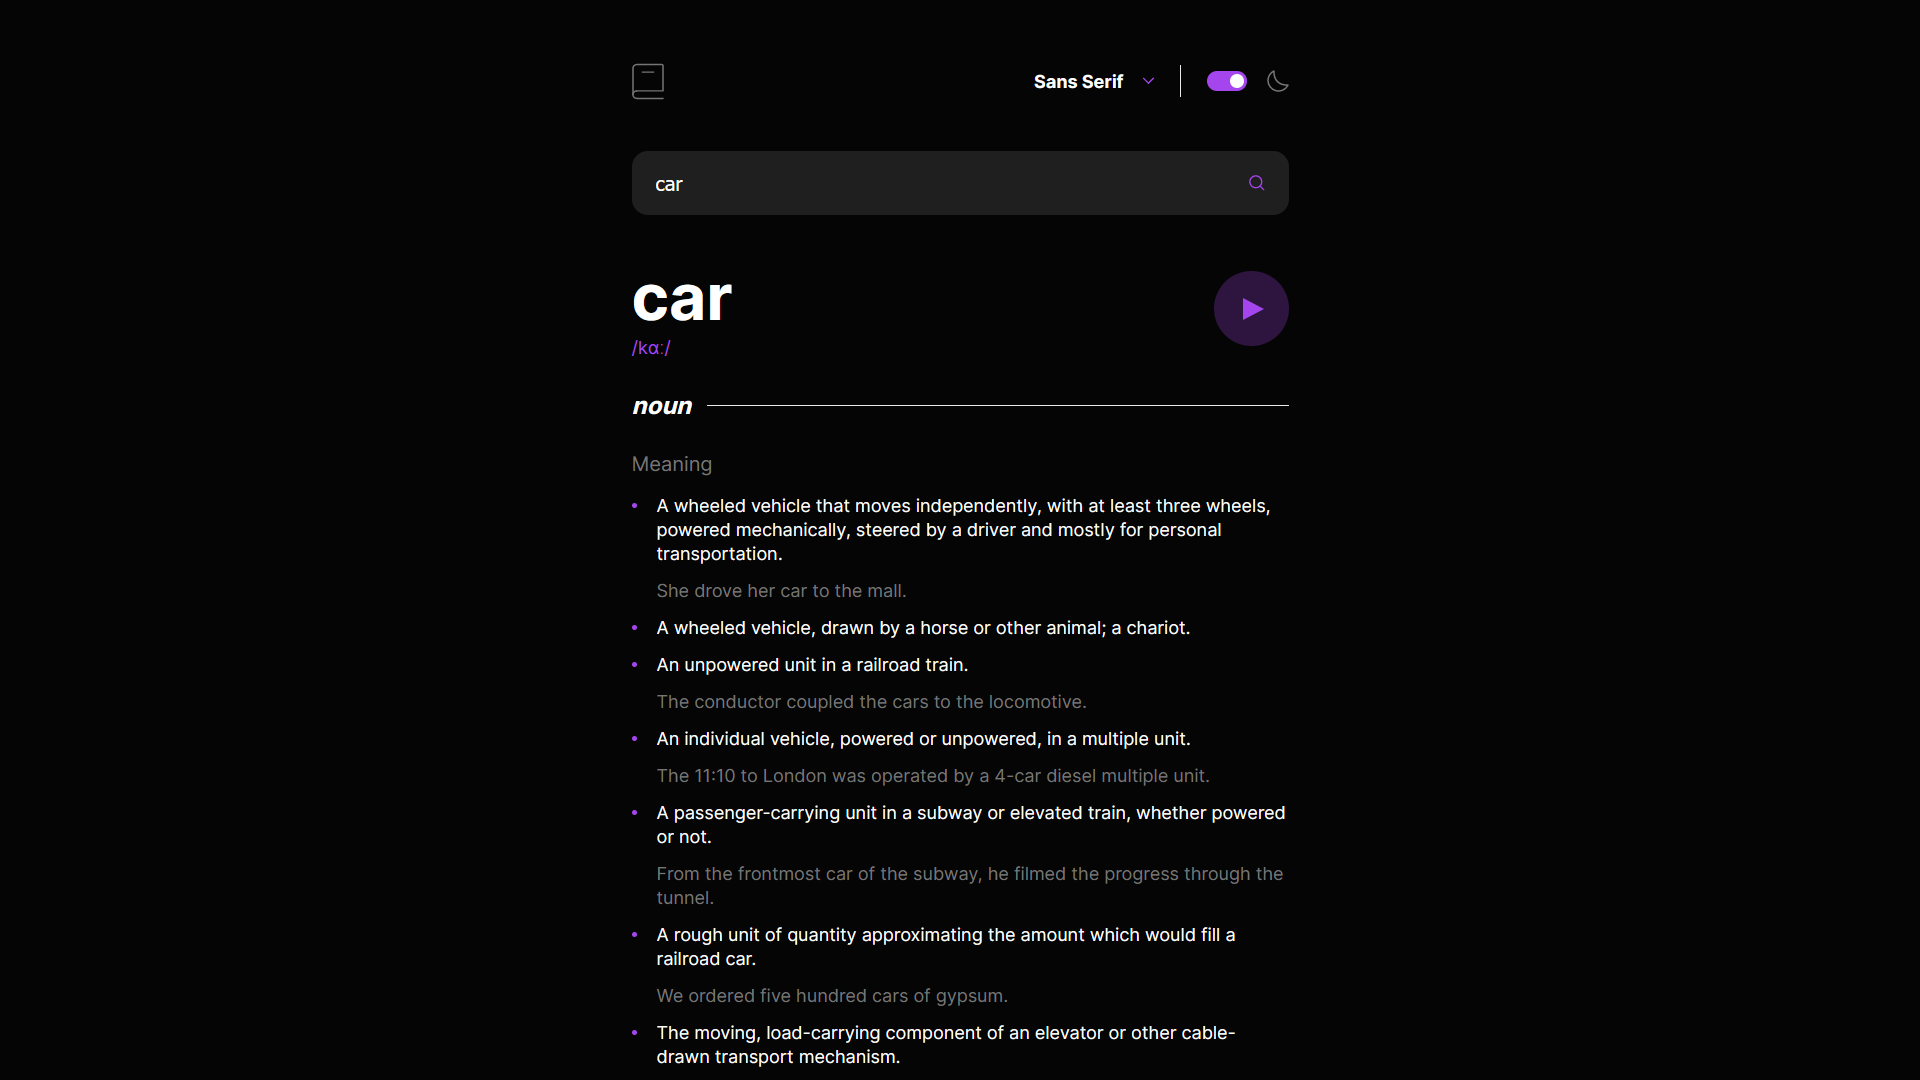 Sans Serif
car
car
/kɑː/
noun
Meaning
A wheeled vehicle that moves independently, with at least three wheels,
powered mechanically, steered by a driver and mostly for personal
transportation.
She drove her car to the mall.
A wheeled vehicle, drawn by a horse or other animal; a chariot.
An unpowered unit in a railroad train.
The conductor coupled the cars to the locomotive.
An individual vehicle, powered or unpowered, in a multiple unit.
The 11:10 to London was operated by a 4-car diesel multiple unit.
A passenger-carrying unit in a subway or elevated train, whether powered
or not.
From the frontmost car of the subway, he filmed the progress through the
tunnel.
A rough unit of quantity approximating the amount which would fill a
railroad car.
We ordered five hundred cars of gypsum.
The moving, load-carrying component of an elevator or other cable-
drawn transport mechanism.